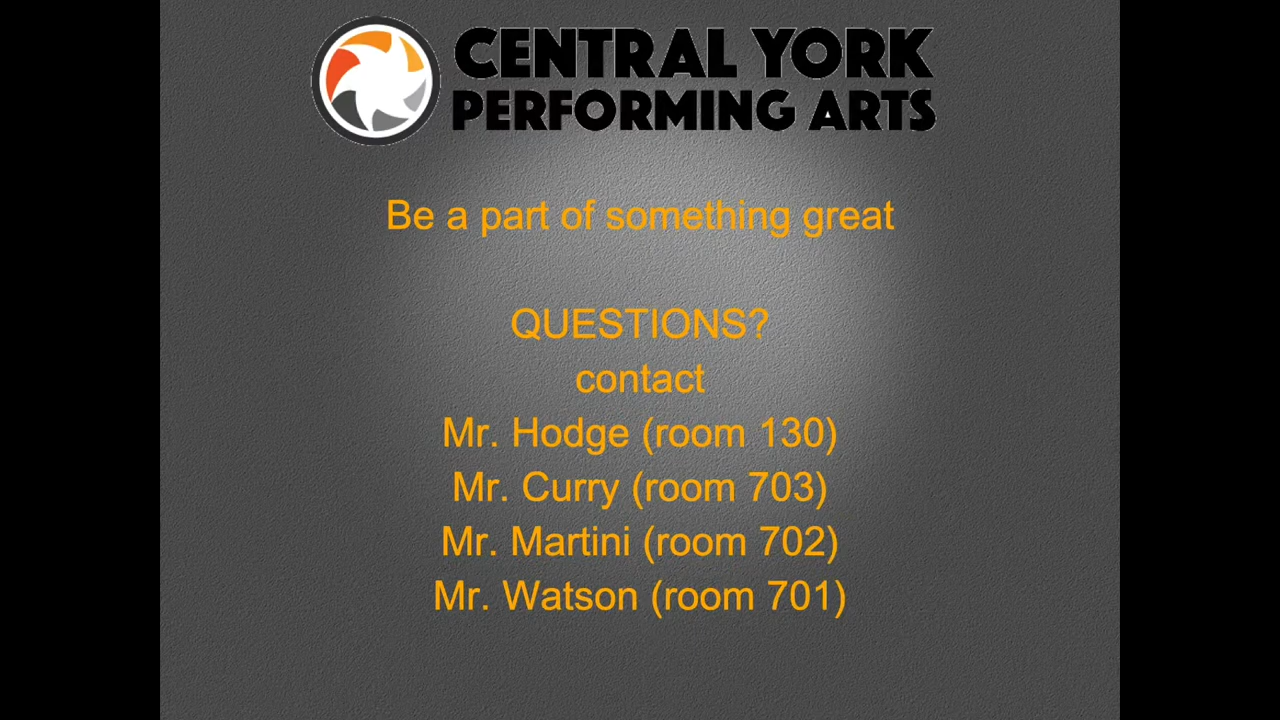 CENTRAL YORK
PERFORMING ARTS
Be a part of something great
QUESTIONS?
contact
Mr. Hodge (room 130)
Mr. Curry (room 703)
Mr. Martini (room 702)
Mr. Watson (room 701)